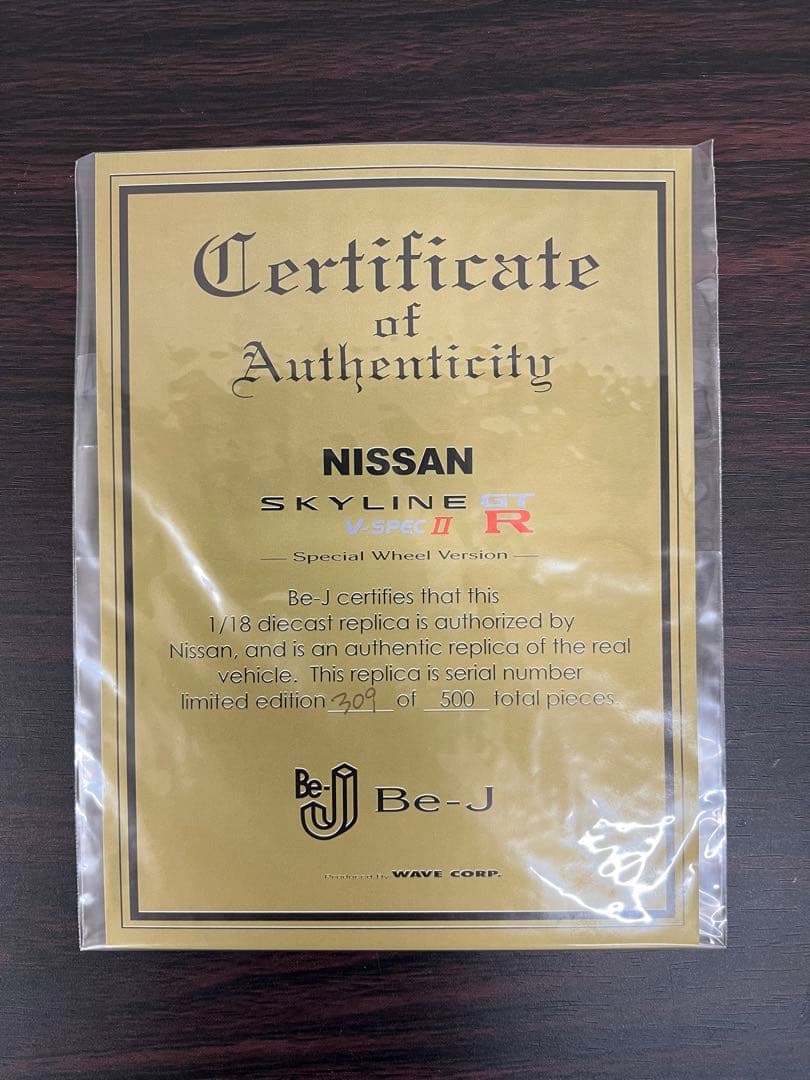 Certificate
of
Authenticity
NISSAN
SKYLINE GT
V-SPEC II R
Special Wheel Version
Be-J certifies that this
1/18 diecast replica is authorized by
Nissan, and is an authentic replica of the real
vehicle. This replica is serial number
limited edition 309 of 500 total pieces.
Be-J Be-J
Produced By WAVE CORP.